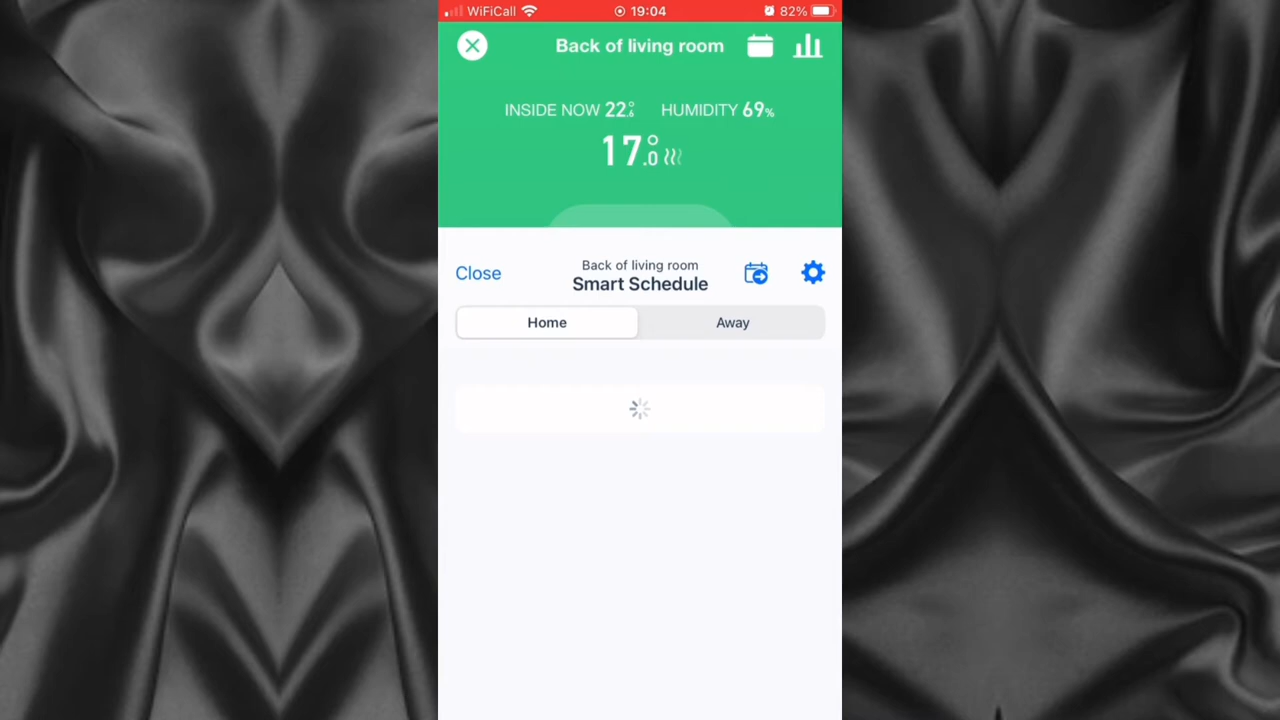 WiFiCall 19:04 82%
Back of living room
INSIDE NOW 22.6° HUMIDITY 69%
17.0°
Close Back of living room
Smart Schedule
Home Away